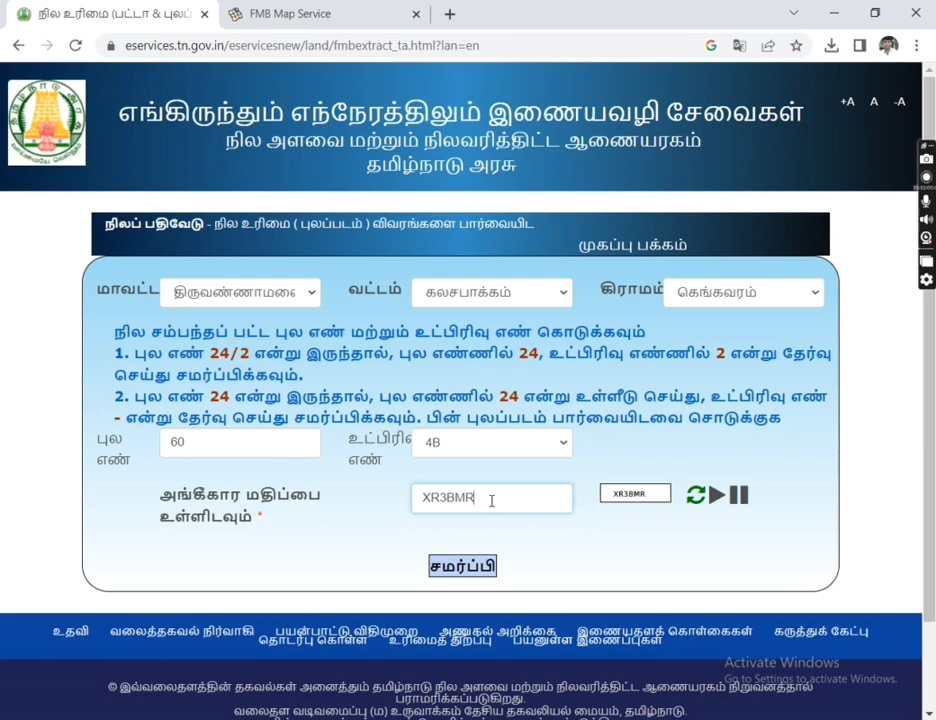 நில உரிமை (பட்டா & புலப்
FMB Map Service
eservices.tn.gov.in/eservicesnew/land/fmbextract_ta.html?lan=en
எங்கிருந்தும் எந்நேரத்திலும் இணையவழி சேவைகள்
+A A -A
நில அளவை மற்றும் நிலவரித்திட்ட ஆணையரகம்
தமிழ்நாடு அரசு
நிலப் பதிவேடு - நில உரிமை ( புலப்படம் ) விவரங்களை பார்வையிட
முகப்பு பக்கம்
மாவட்ட திருவண்ணாமலை வட்டம் கலசபாக்கம் கிராமம் கெங்கவரம்
நில சம்பந்தப் பட்ட புல எண் மற்றும் உட்பிரிவு எண் கொடுக்கவும்
1. புல எண் 24/2 என்று இருந்தால், புல எண்ணில் 24, உட்பிரிவு எண்ணில் 2 என்று தேர்வு
செய்து சமர்ப்பிக்கவும்.
2. புல எண் 24 என்று இருந்தால், புல எண்ணில் 24 என்று உள்ளீடு செய்து, உட்பிரிவு எண்
- என்று தேர்வு செய்து சமர்ப்பிக்கவும். பின் புலப்படம் பார்வையிடவை சொடுக்குக
புல எண் 60 உட்பிரிவு எண் 4B
அங்கீகார மதிப்பை
உள்ளிடவும் *
XR3BMR XR3BMR
சமர்ப்பி
உதவி வலைத்தகவல் நிர்வாகி பயன்பாட்டு விதிமுறை அணுகல் அறிக்கை இணையதளத் கொள்கைகள் கருத்துக் கேட்பு
தொடர்பு கொள்ள உரிமைத் துறப்பு பயனுள்ள இணைப்புகள்
Activate Windows
Go to Settings to activate Windows.
© இவ்வலைதளத்தின் தகவல்கள் அனைத்தும் தமிழ்நாடு நில அளவை மற்றும் நிலவரித்திட்ட ஆணையரகம் நிறுவனத்தால்
பராமரிக்கப்படுகிறது.
வலைதள வடிவமைப்பு (ம) உருவாக்கம் தேசிய தகவலியல் மையம், தமிழ்நாடு.